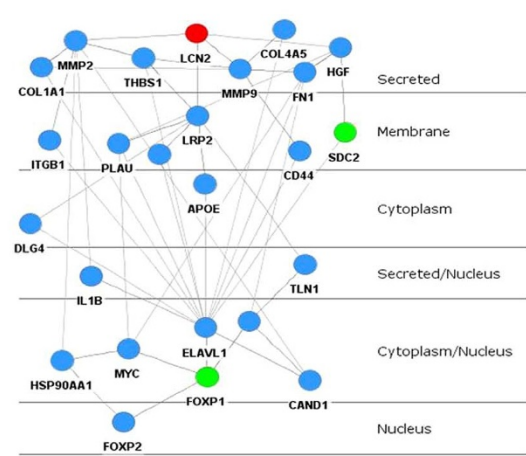 COL4A5
LCN2
MMP2
THBS1
HGF
COL1A1
MMP9
FN1
Secreted
Membrane
ITGB1
PLAU
LRP2
CD44
SDC2
APOE
Cytoplasm
DLG4
IL1B
TLN1
Secreted/Nucleus
ELAVL1
Cytoplasm/Nucleus
HSP90AA1
MYC
FOXP1
CAND1
FOXP2
Nucleus